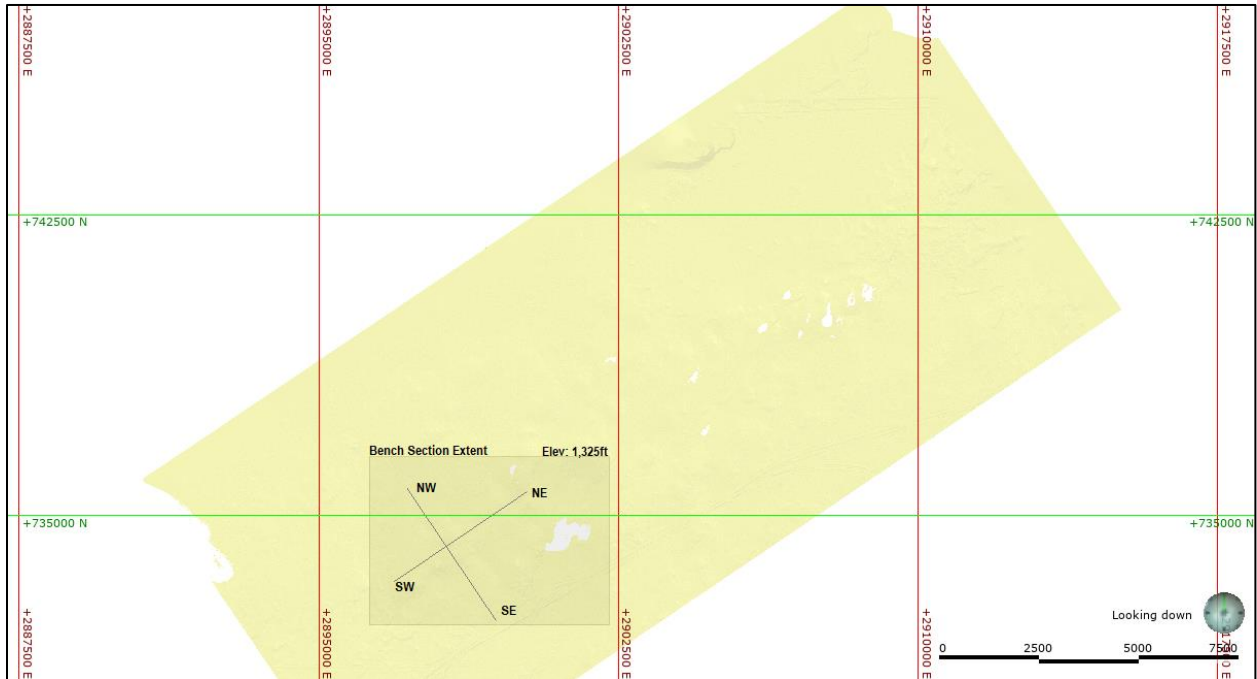 +2887500 E
+2895000 E
+2902500 E
+2910000 E
+2917500 E
+742500 N
+742500 N
Bench Section Extent
Elev: 1,325ft
NW
NE
+735000 N
+735000 N
SW
SE
+2887500 E
+2895000 E
+2902500 E
+2910000 E
+2917500 E
Looking down
0
2500
5000
7500